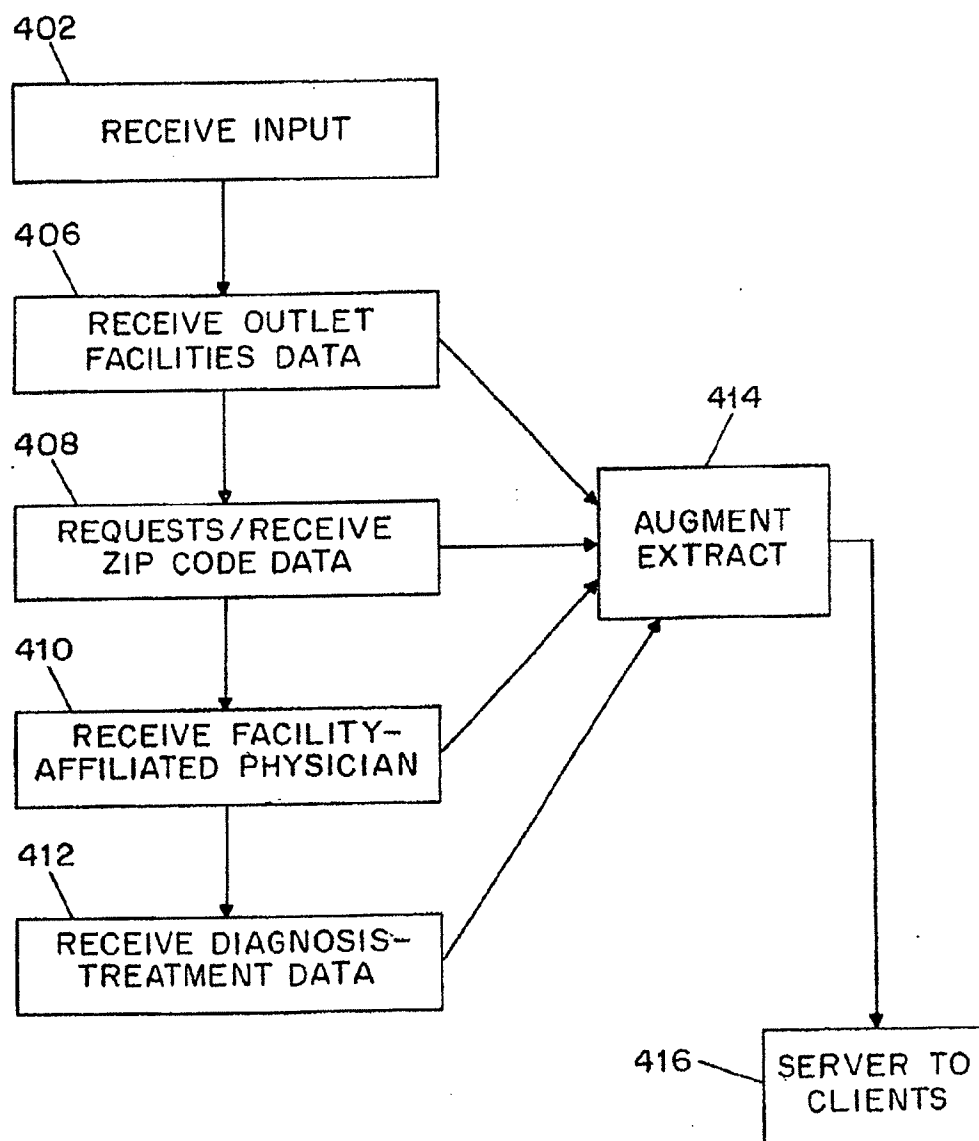 402
RECEIVE INPUT
406
RECEIVE OUTLET
FACILITIES DATA
408
REQUESTS/RECEIVE
ZIP CODE DATA
410
RECEIVE FACILITY-
AFFILIATED PHYSICIAN
412
RECEIVE DIAGNOSIS-
TREATMENT DATA
414
AUGMENT
EXTRACT
416
SERVER TO
CLIENTS